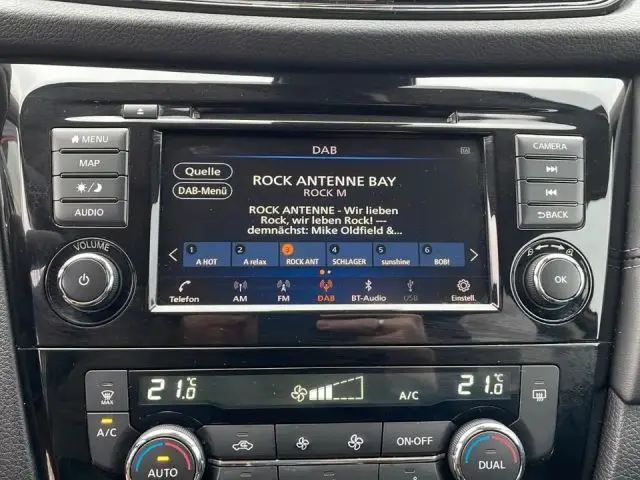 DAB
MENU
MAP
AUDIO
CAMERA
BACK
Quelle
DAB-Menü
ROCK ANTENNE BAY
ROCK M
ROCK ANTENNE - Wir lieben
Rock, wir leben Rock! ---
demnächst: Mike Oldfield &...
1 2 3 4 5 6
A HOT A relax ROCK ANT SCHLAGER sunshine BOB!
Telefon AM FM DAB BT-Audio USB Einstell.
VOLUME
OK
21.0 °C
A/C
21.0 °C
MAX
A/C
AUTO
ON-OFF
DUAL